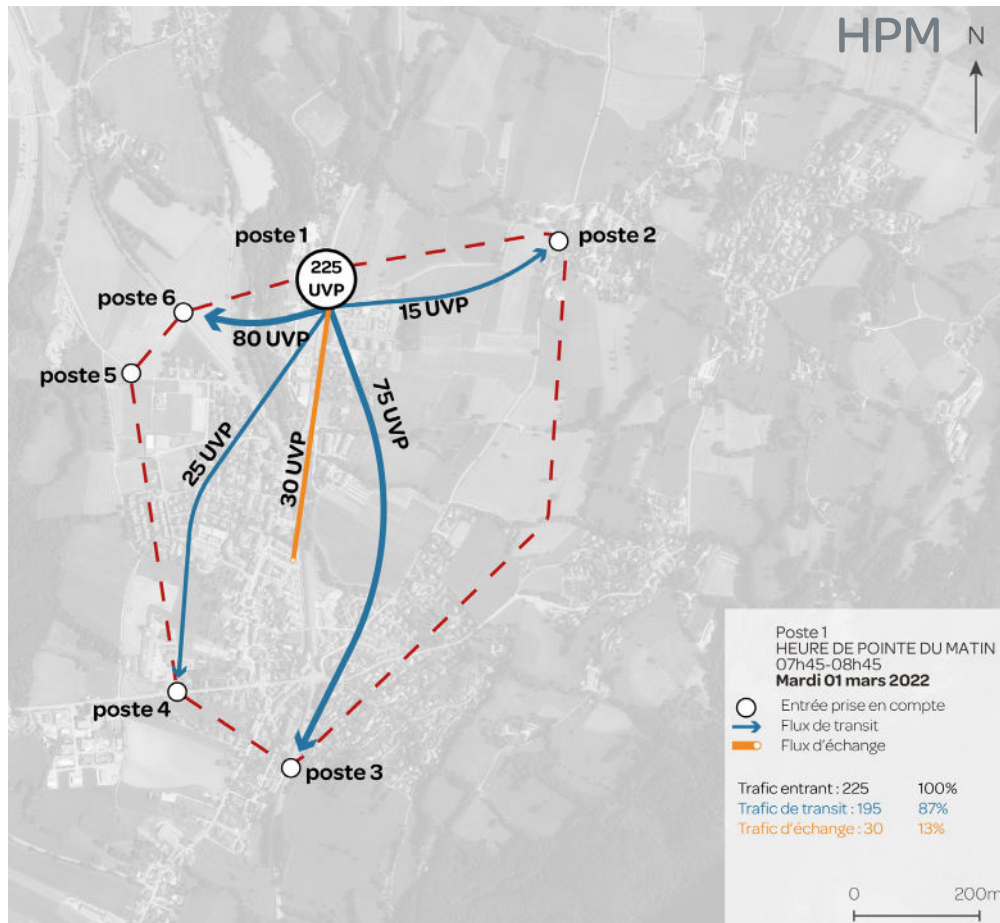 HPM
N
poste 1
225
UVP
poste 2
poste 6
15 UVP
80 UVP
poste 5
75 UVP
25 UVP
30 UVP
poste 4
poste 3
Poste 1
HEURE DE POINTE DU MATIN
07h45-08h45
Mardi 01 mars 2022
Entrée prise en compte
Flux de transit
Flux d'échange
Trafic entrant : 225 100%
Trafic de transit : 195 87%
Trafic d'échange : 30 13%
0 200m